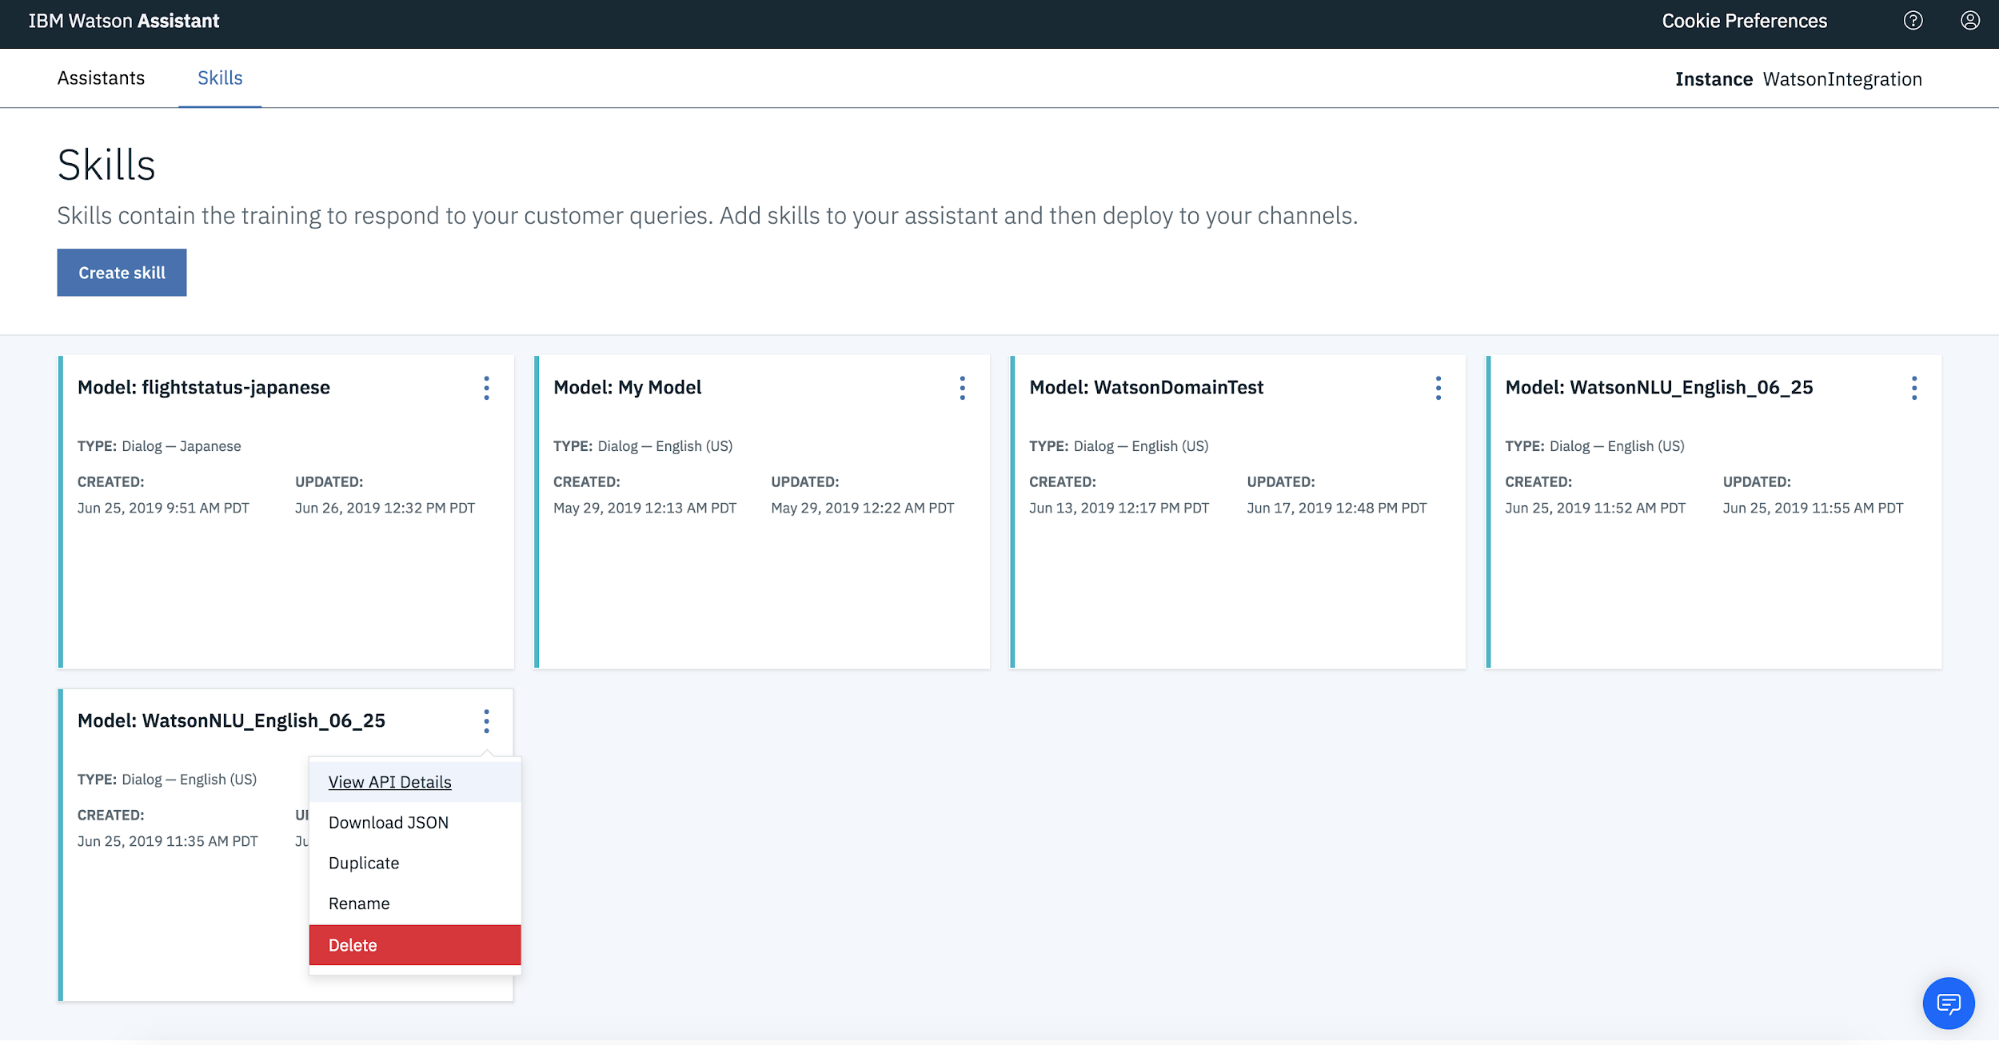 IBM Watson Assistant
Cookie Preferences
Assistants
Skills
Instance WatsonIntegration
Skills
Skills contain the training to respond to your customer queries. Add skills to your assistant and then deploy to your channels.
Create skill
Model: flightstatus-japanese
TYPE: Dialog — Japanese
CREATED:
UPDATED:
Jun 25, 2019 9:51 AM PDT
Jun 26, 2019 12:32 PM PDT
Model: My Model
TYPE: Dialog — English (US)
CREATED:
UPDATED:
May 29, 2019 12:13 AM PDT
May 29, 2019 12:22 AM PDT
Model: WatsonDomainTest
TYPE: Dialog — English (US)
CREATED:
UPDATED:
Jun 13, 2019 12:17 PM PDT
Jun 17, 2019 12:48 PM PDT
Model: WatsonNLU_English_06_25
TYPE: Dialog — English (US)
CREATED:
UPDATED:
Jun 25, 2019 11:52 AM PDT
Jun 25, 2019 11:55 AM PDT
Model: WatsonNLU_English_06_25
TYPE: Dialog — English (US)
CREATED:
Jun 25, 2019 11:35 AM PDT
View API Details
Download JSON
Duplicate
Rename
Delete